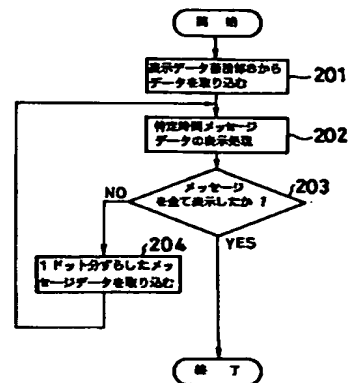 開始
表示データ蓄積部8から
データを取り込む
201
特定時間メッセージ
データの表示処理
202
メッセージ
を全て表示したか?
203
NO
YES
204
1ドット分ずらしたメッ
セージデータを取り込む
終了